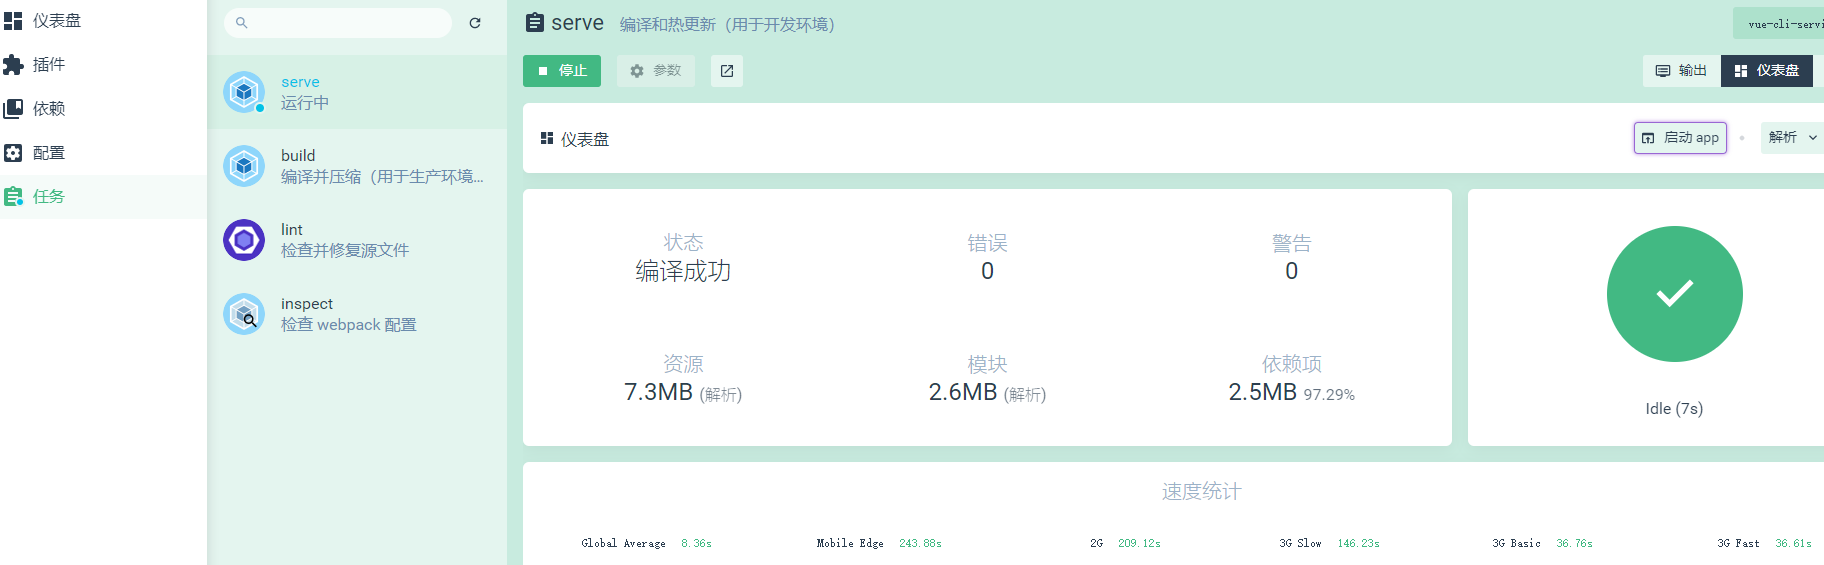 仪表盘
插件
依赖
配置
任务
serve
运行中
build
编译并压缩（用于生产环境...
lint
检查并修复源文件
inspect
检查 webpack 配置
serve 编译和热更新（用于开发环境）
vue-cli-servi
停止 参数
输出 仪表盘
仪表盘
启动 app 解析
状态 错误 警告
编译成功 0 0
资源 模块 依赖项
7.3MB (解析) 2.6MB (解析) 2.5MB 97.29%
Idle (7s)
速度统计
Global Average 8.36s Mobile Edge 243.88s 2G 209.12s 3G Slow 146.23s 3G Basic 36.76s 3G Fast 36.61s